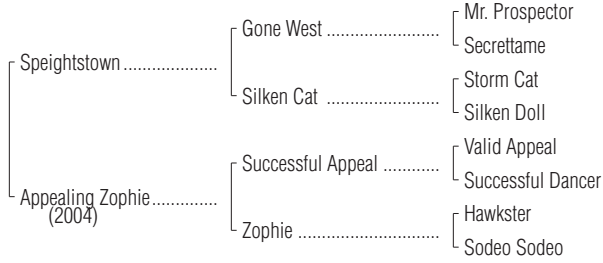 Mr. Prospector
Gone West ..........................
Secrettame
Speightstown ...................
Storm Cat
Silken Cat ..........................
Silken Doll
Valid Appeal
Successful Appeal .............
Successful Dancer
Appealing Zophie.............
(2004)
Hawkster
Zophie .................................
Sodeo Sodeo